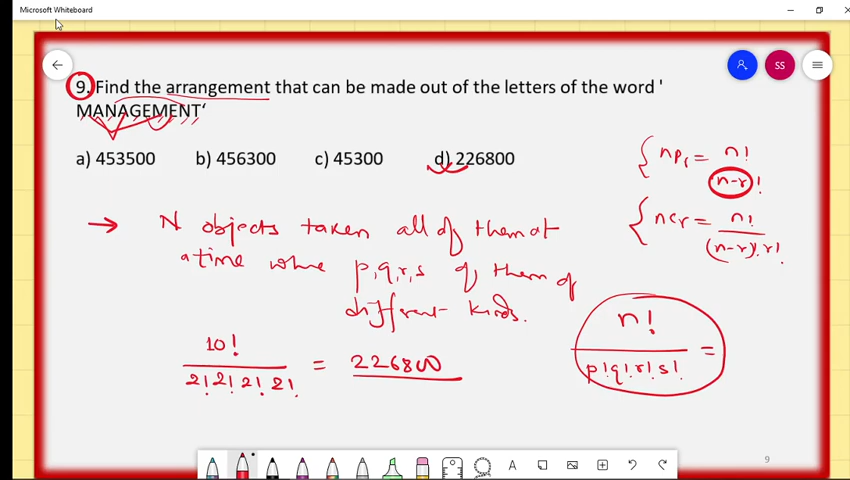 Microsoft Whiteboard
SS
9. Find the arrangement that can be made out of the letters of the word '
MANAGEMENT‘
a) 453500 b) 456300 c) 45300 d) 226800
nPr = n!
(n-r)!
nCr = n!
(n-r)! r!
→ N objects taken all of them at
a time where p,q,r,s of them of
different kinds.
n!
p!q!r!s! =
10!
2! 2! 2! 2! = 226800
9
A